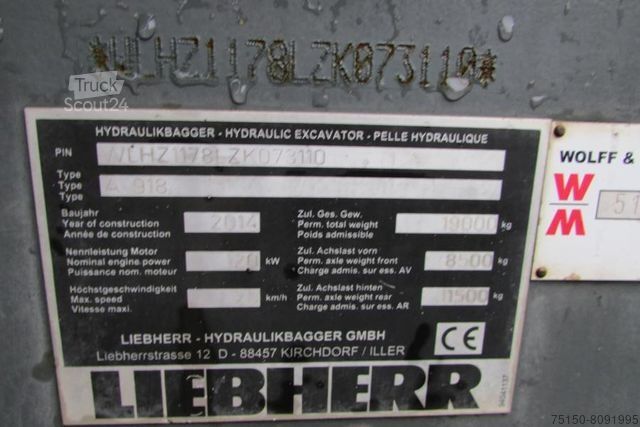 *WLHZ1178LZK073110*
Truck
Scout24
HYDRAULIKBAGGER - HYDRAULIC EXCAVATOR - PELLE HYDRAULIQUE
PIN WLHZ1178LZK073110
Type
Type A 918
Type
Baujahr
Year of construction 2014
Année de construction
Zul. Ges. Gew.
Perm. total weight 19000 kg
Poids admissible
Nennleistung Motor
Nominal engine power 120 kW
Puissance nom. moteur
Zul. Achslast vorn
Perm. axle weight front 8500 kg
Charge admis. sur ess. AV
Höchstgeschwindigkeit
Max. speed km/h
Vitesse maxi.
Zul. Achslast hinten
Perm. axle weight rear 11500 kg
Charge admis. sur ess. AR
LIEBHERR - HYDRAULIKBAGGER GMBH
Liebherrstrasse 12 D - 88457 KIRCHDORF / ILLER
CE
LIEBHERR
WOLFF &
W
M
51
75150-8091995